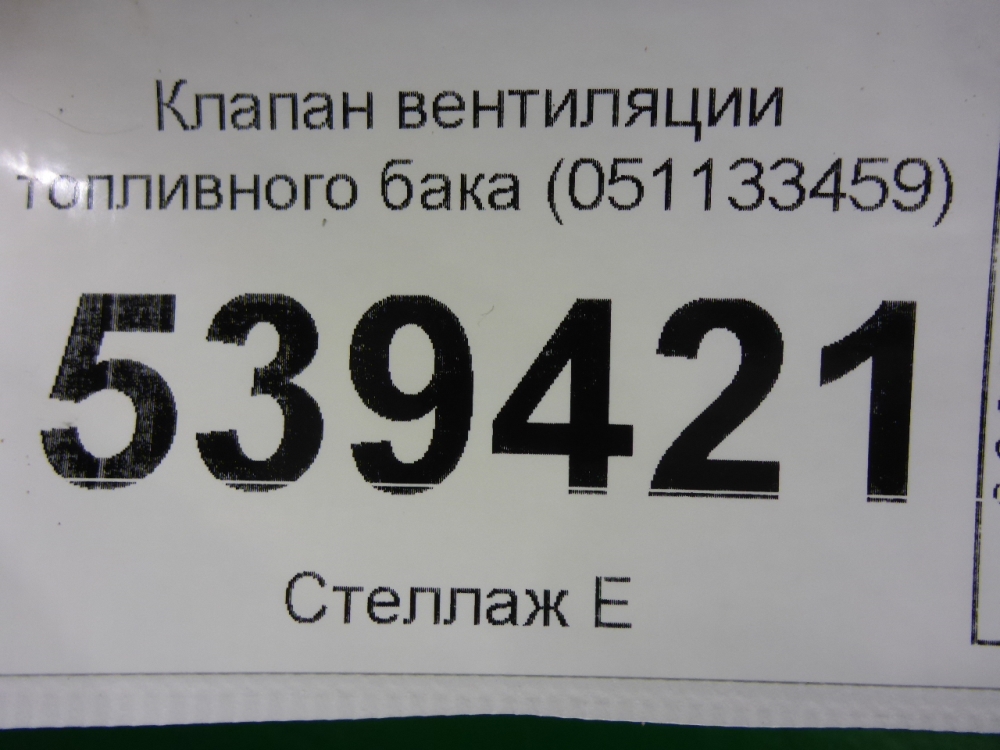 Клапан вентиляции
топливного бака (051133459)
539421
Стеллаж Е